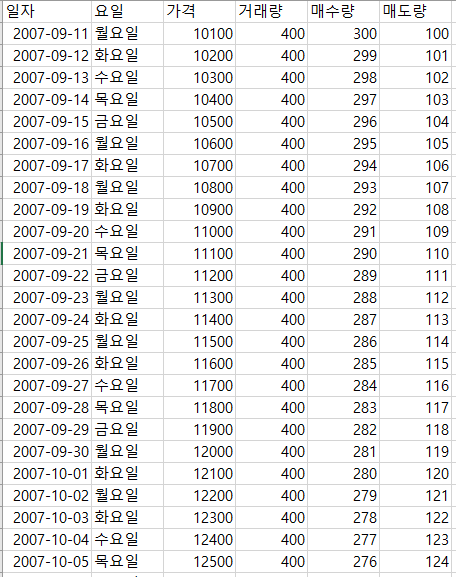 일자 요일 가격 거래량 매수량 매도량
2007-09-11 월요일 10100 400 300 100
2007-09-12 화요일 10200 400 299 101
2007-09-13 수요일 10300 400 298 102
2007-09-14 목요일 10400 400 297 103
2007-09-15 금요일 10500 400 296 104
2007-09-16 월요일 10600 400 295 105
2007-09-17 화요일 10700 400 294 106
2007-09-18 월요일 10800 400 293 107
2007-09-19 화요일 10900 400 292 108
2007-09-20 수요일 11000 400 291 109
2007-09-21 목요일 11100 400 290 110
2007-09-22 금요일 11200 400 289 111
2007-09-23 월요일 11300 400 288 112
2007-09-24 화요일 11400 400 287 113
2007-09-25 월요일 11500 400 286 114
2007-09-26 화요일 11600 400 285 115
2007-09-27 수요일 11700 400 284 116
2007-09-28 목요일 11800 400 283 117
2007-09-29 금요일 11900 400 282 118
2007-09-30 월요일 12000 400 281 119
2007-10-01 화요일 12100 400 280 120
2007-10-02 월요일 12200 400 279 121
2007-10-03 화요일 12300 400 278 122
2007-10-04 수요일 12400 400 277 123
2007-10-05 목요일 12500 400 276 124